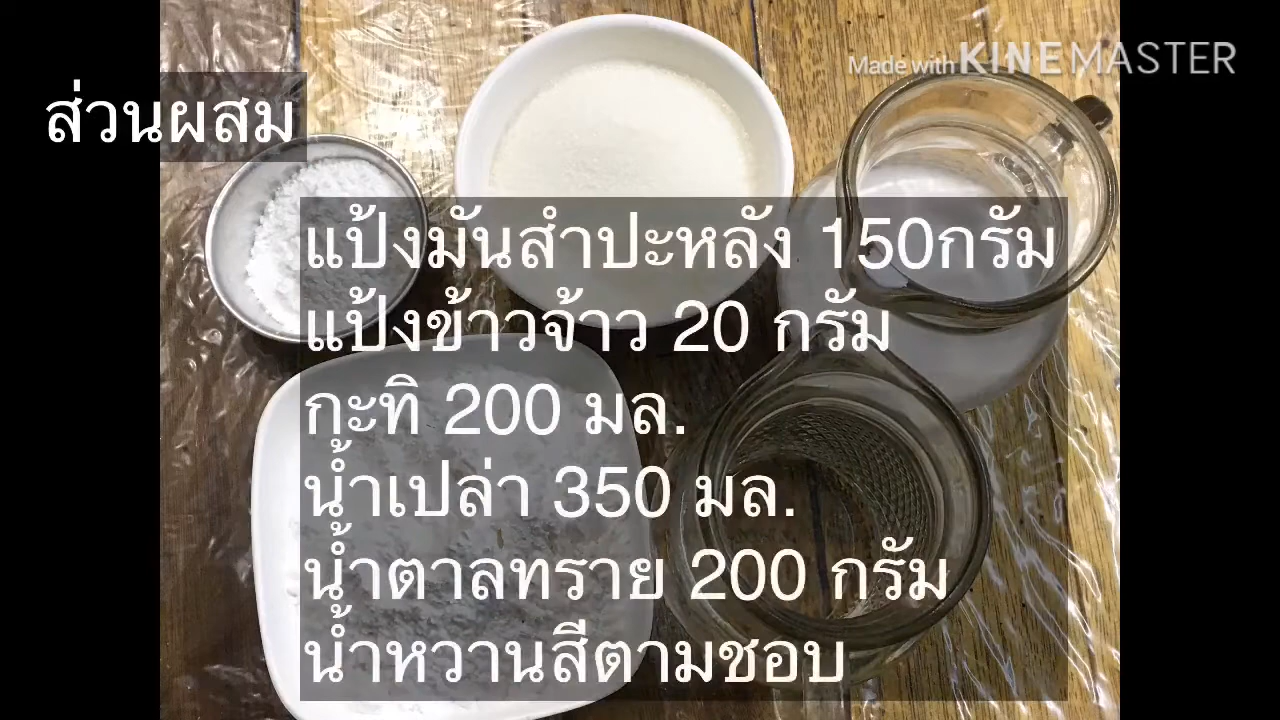 Made with KINEMASTER
ส่วนผสม
แป้งมันสำปะหลัง 150กรัม
แป้งข้าวจ้าว 20 กรัม
กะทิ 200 มล.
น้ำเปล่า 350 มล.
น้ำตาลทราย 200 กรัม
น้ำหวานสีตามชอบ